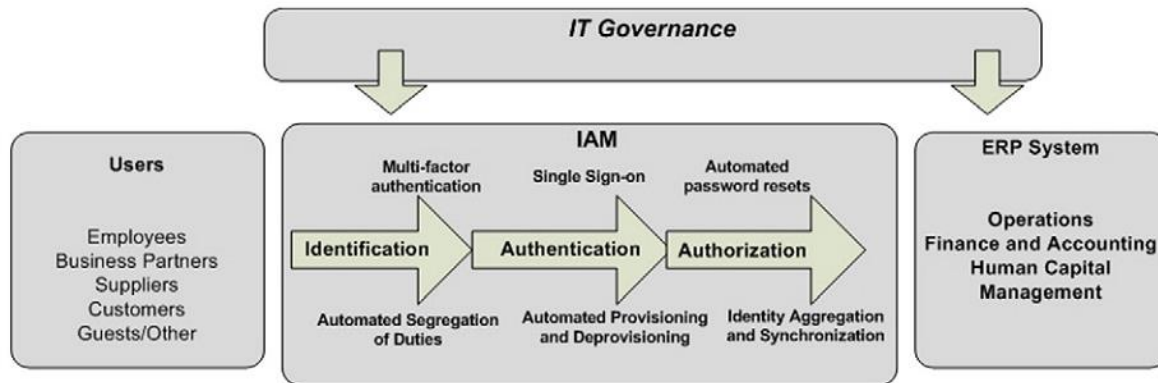 IT Governance
Users
Employees
Business Partners
Suppliers
Customers
Guests/Other
IAM
Multi-factor
authentication
Single Sign-on
Automated
password resets
Identification
Authentication
Authorization
Automated Segregation
of Duties
Automated Provisioning
and Deprovisioning
Identity Aggregation
and Synchronization
ERP System
Operations
Finance and Accounting
Human Capital
Management